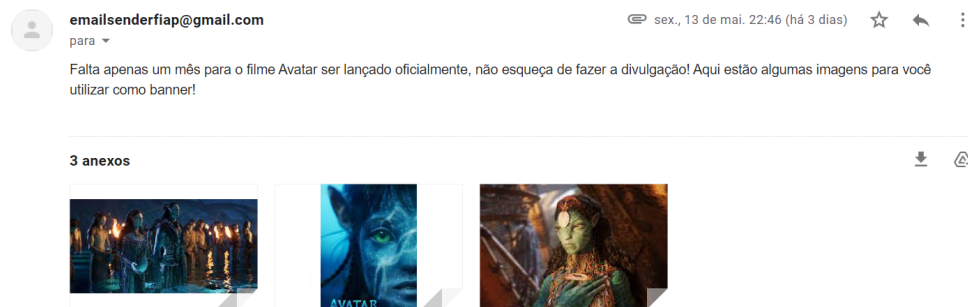 emailsenderfiap@gmail.com
sex., 13 de mai. 22:46 (há 3 dias)
para
Falta apenas um mês para o filme Avatar ser lançado oficialmente, não esqueça de fazer a divulgação! Aqui estão algumas imagens para você
utilizar como banner!
3 anexos
AVATAR